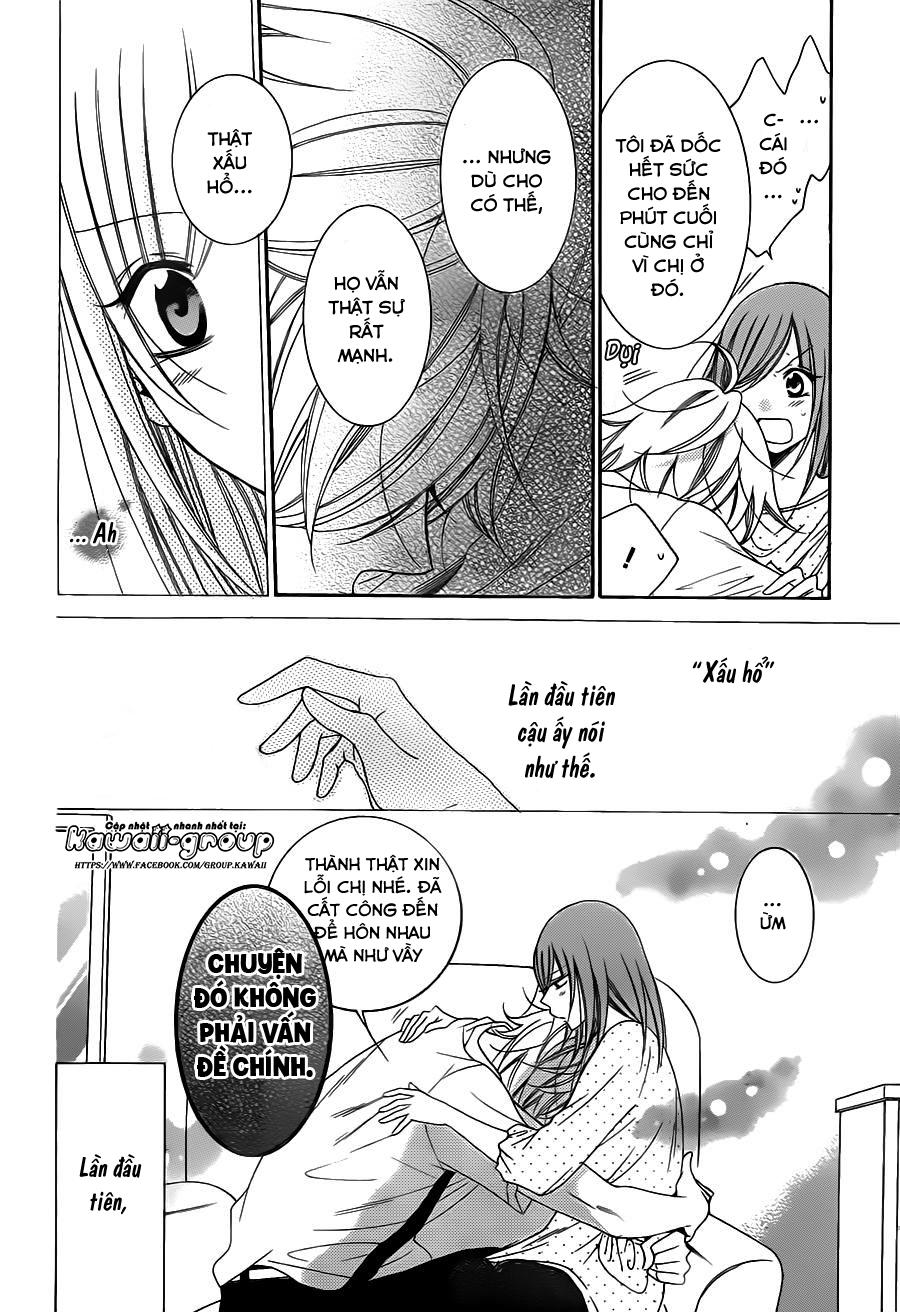 ...
C-
CÁI
ĐÓ
...
TÔI ĐÃ DỐC
HẾT SỨC
CHO ĐẾN
PHÚT CUỐI
CÙNG CHỈ
VÌ CHỊ Ở
ĐÓ.
Dụi
!
... NHƯNG
DÙ CHO
CÓ THẾ,
HỌ VẪN
THẬT SỰ
RẤT
MẠNH.
THẬT
XẤU
HỔ...
... Ah
“Xấu hổ”
Lần đầu tiên
cậu ấy nói
như thế.
Cập nhật nhanh nhất tại:
Kawaii-group
HTTPS://WWW.FACEBOOK.COM/GROUP.KAWAII
...
ỪM
THÀNH THẬT XIN
LỖI CHỊ NHÉ. ĐÃ
CẤT CÔNG ĐẾN
ĐỂ HÔN NHAU
MÀ NHƯ VẦY
CHUYỆN
ĐÓ KHÔNG
PHẢI VẤN
ĐỀ CHÍNH.
Lần đầu
tiên,